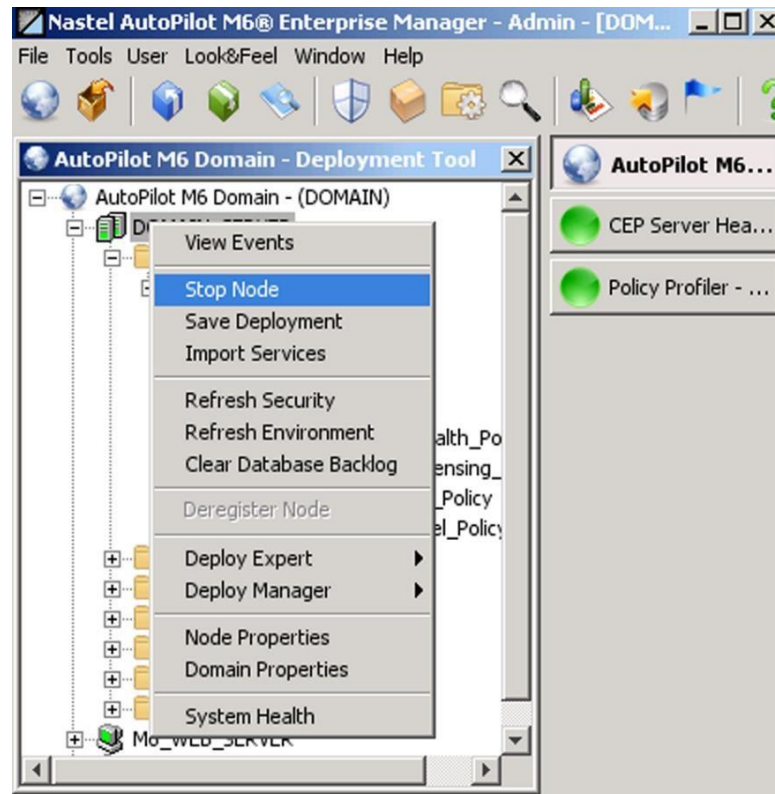 Nastel AutoPilot M6® Enterprise Manager - Admin - [DOM...
File Tools User Look&Feel Window Help
AutoPilot M6 Domain - Deployment Tool
AutoPilot M6 Domain - (DOMAIN)
View Events
Stop Node
Save Deployment
Import Services
Refresh Security
Refresh Environment
Clear Database Backlog
Deregister Node
Deploy Expert
Deploy Manager
Node Properties
Domain Properties
System Health
alth_Po
ensing_
_Policy
el_Policy
AutoPilot M6...
CEP Server Hea...
Policy Profiler - ...